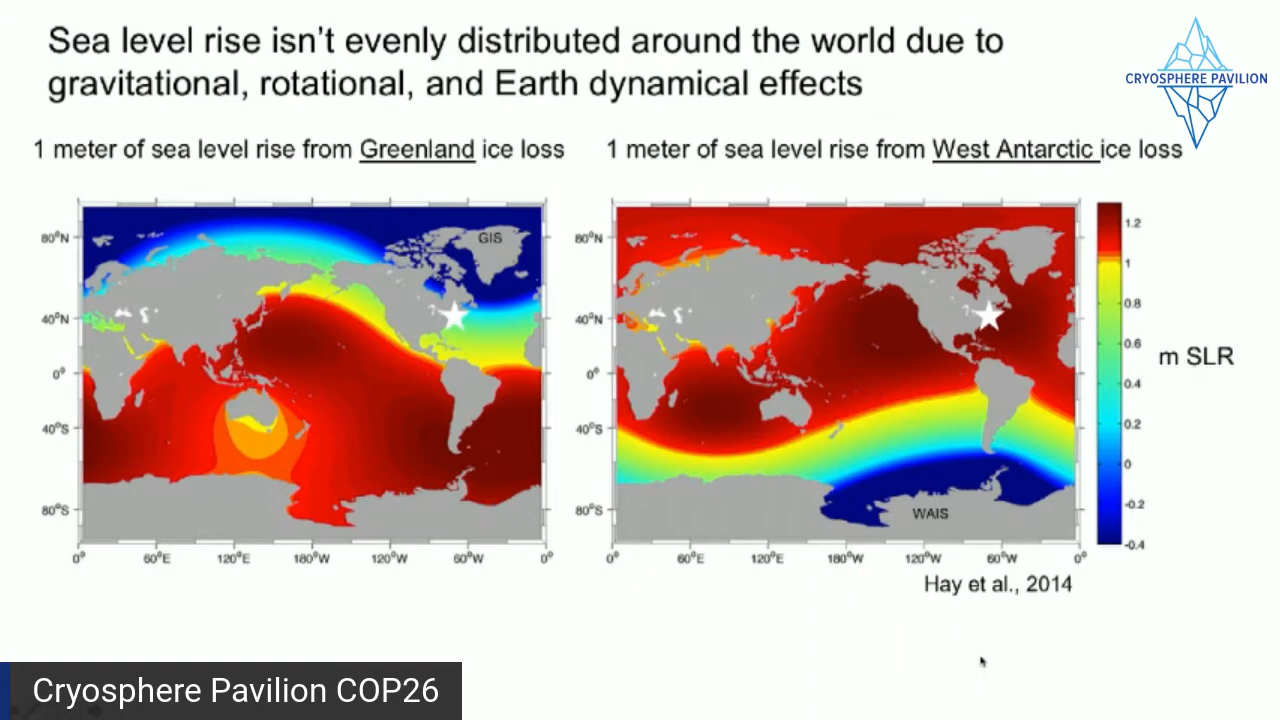 Sea level rise isn't evenly distributed around the world due to
gravitational, rotational, and Earth dynamical effects
CRYOSPHERE PAVILION
1 meter of sea level rise from Greenland ice loss
1 meter of sea level rise from West Antarctic ice loss
80°N
40°N
0°
40°S
80°S
0°
60°E
120°E
180°W
120°W
60°W
0°
GIS
80°N
40°N
0°
40°S
80°S
0°
60°E
120°E
180°W
120°W
60°W
0°
WAIS
1.2
1
0.8
0.6
0.4
0.2
0
-0.2
-0.4
m SLR
Hay et al., 2014
Cryosphere Pavilion COP26